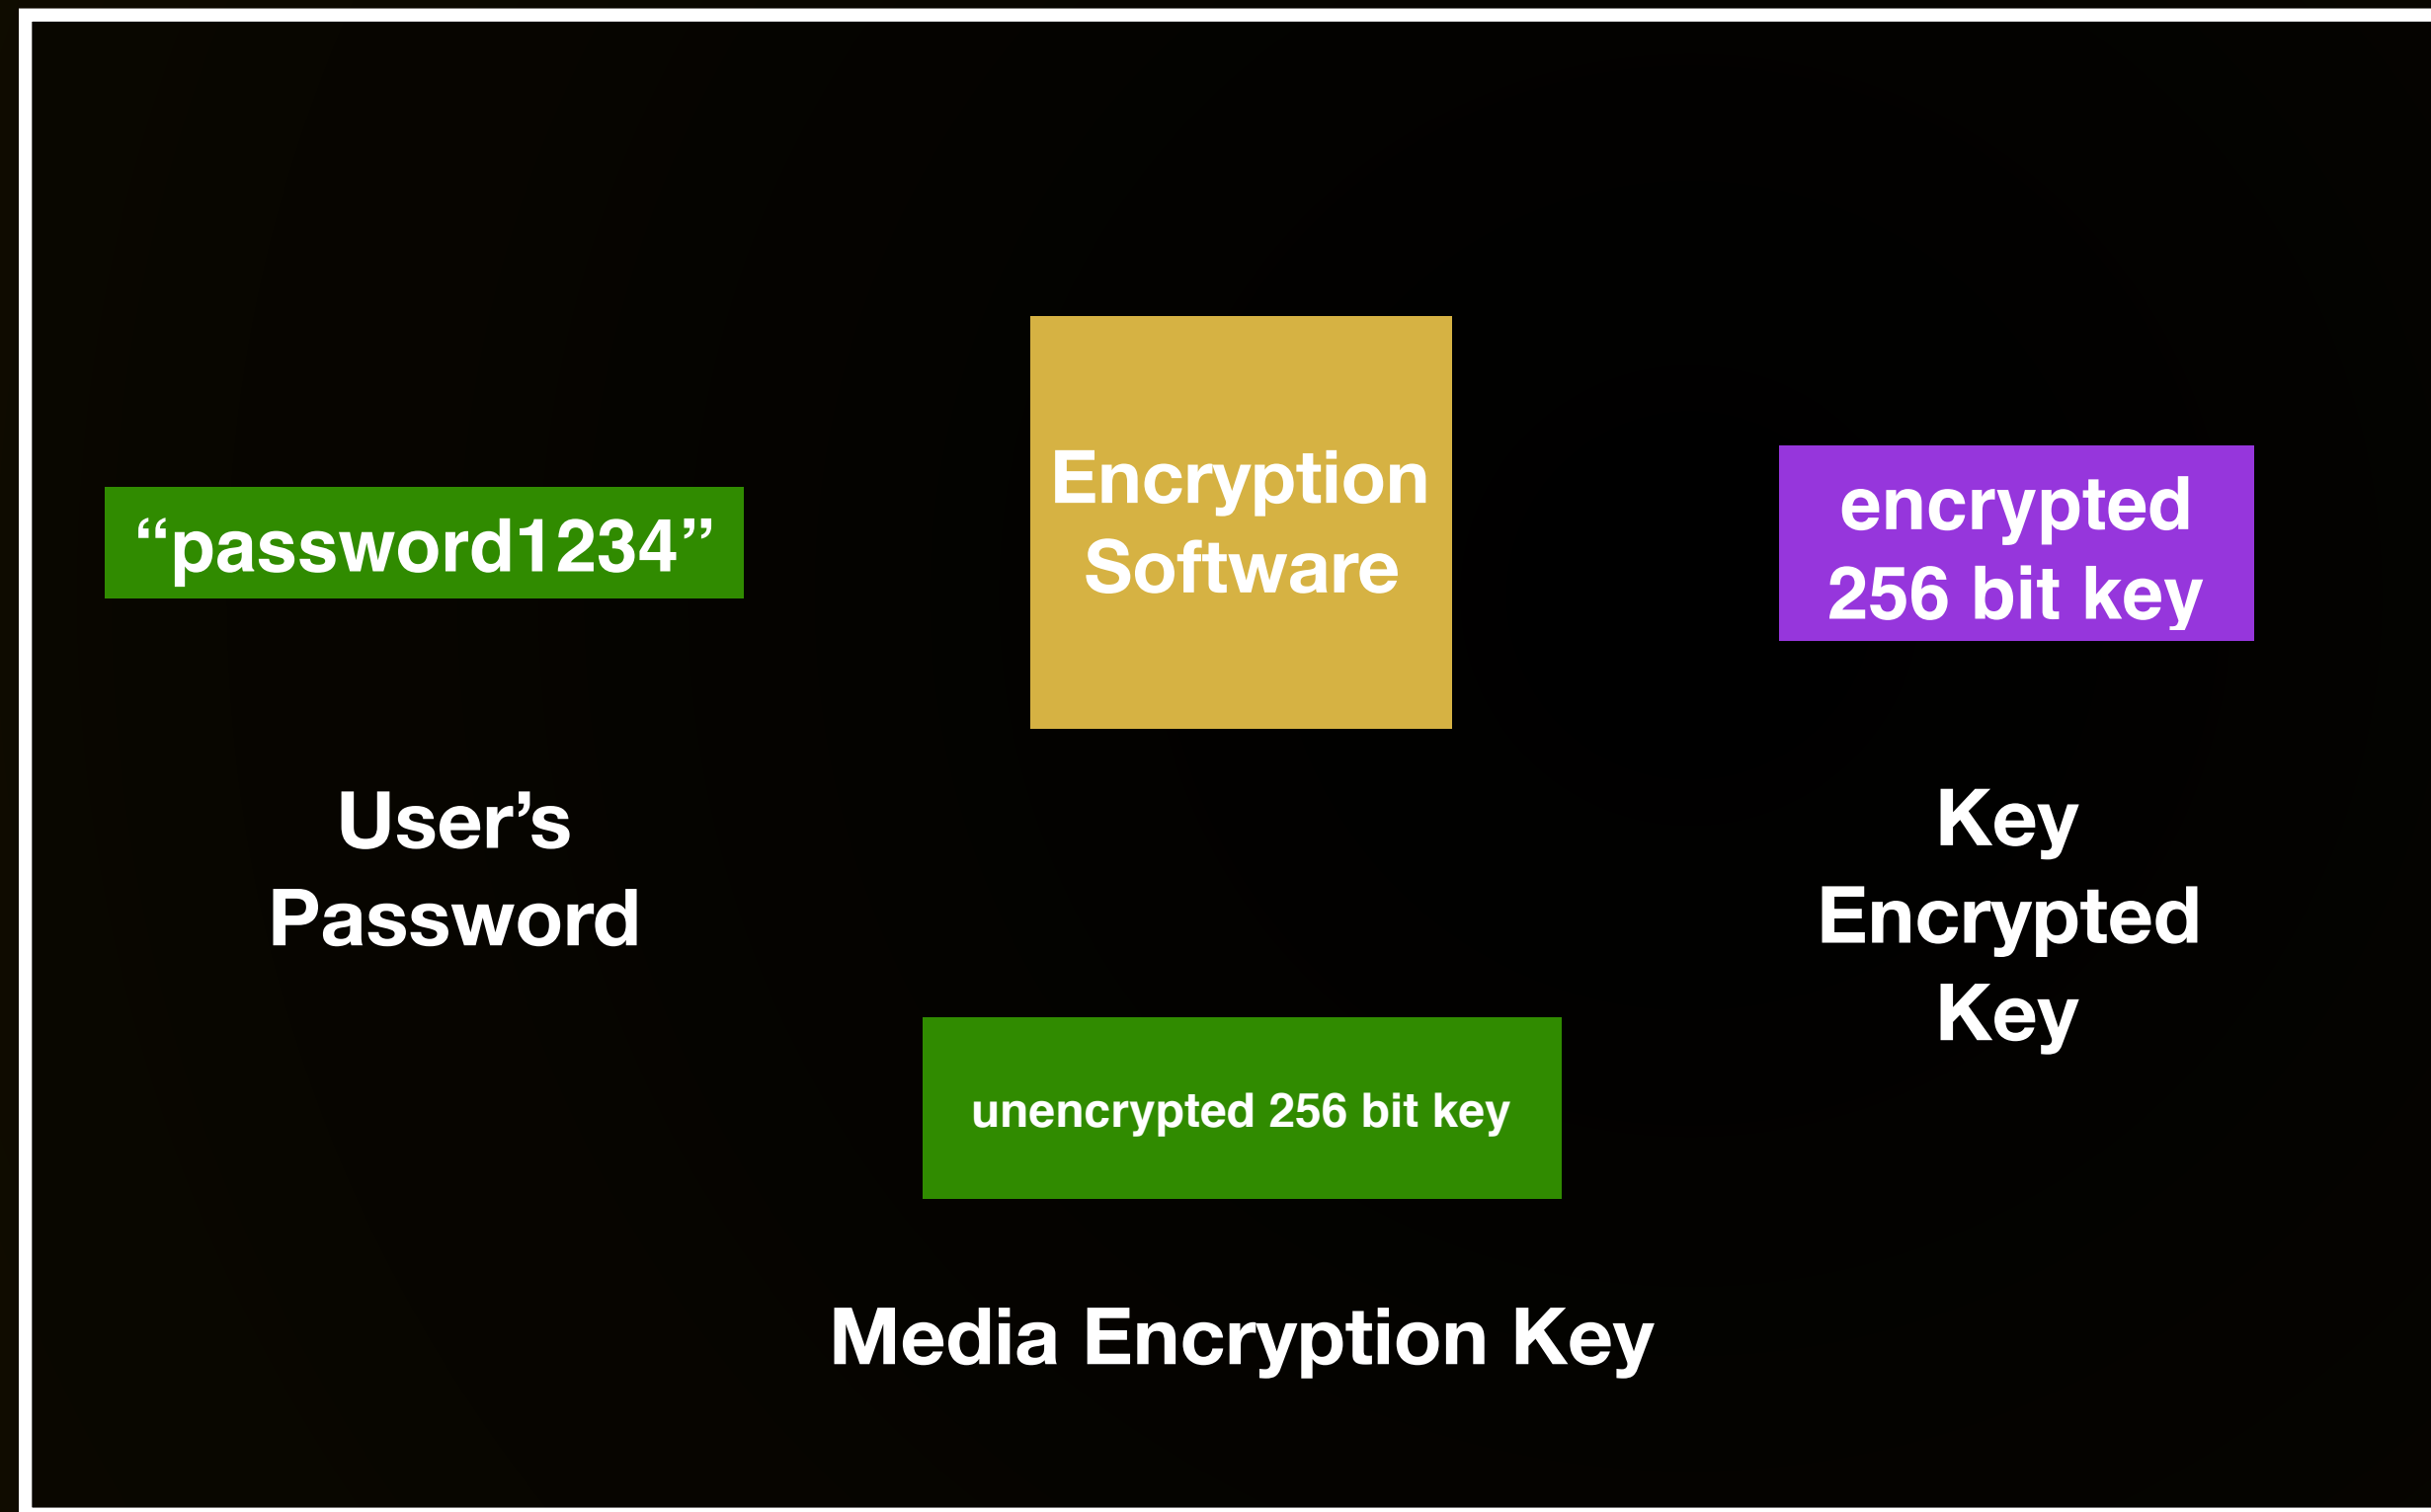 “password1234”
User’s
Password
Encryption
Software
unencrypted 256 bit key
Media Encryption Key
encrypted
256 bit key
Key
Encrypted
Key